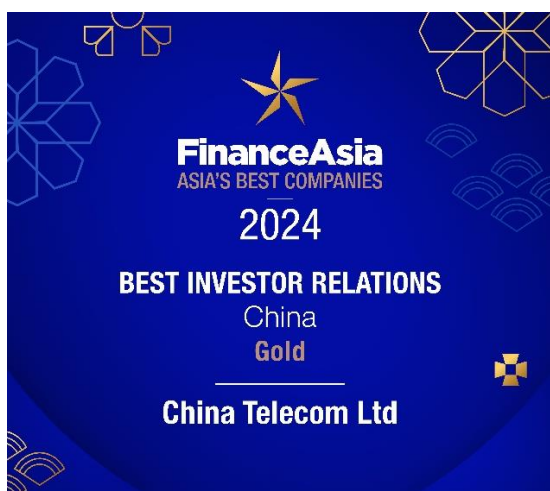 FinanceAsia
ASIA'S BEST COMPANIES
2024
BEST INVESTOR RELATIONS
China
Gold
China Telecom Ltd